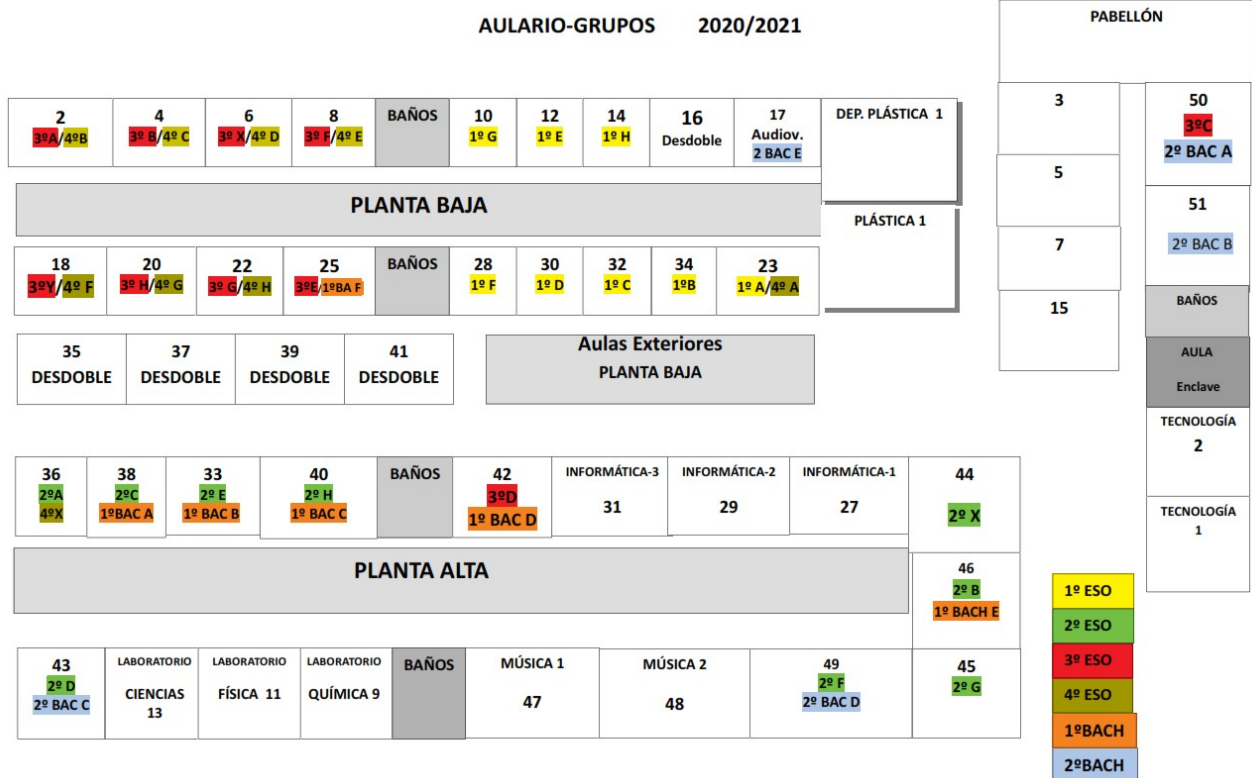 AULARIO-GRUPOS 2020/2021
PABELLÓN
2
3ºA/4ºB
4
3º B/4º C
6
3º X/4º D
8
3º F/4º E
BAÑOS
10
1º G
12
1º E
14
1º H
16
Desdoble
17
Audiov.
2 BAC E
DEP. PLÁSTICA 1
PLANTA BAJA
PLÁSTICA 1
18
3ºY/4º F
20
3º H/4º G
22
3º G/4º H
25
3ºE/1ºBA F
BAÑOS
28
1º F
30
1º D
32
1º C
34
1ºB
23
1º A/4º A
35
DESDOBLE
37
DESDOBLE
39
DESDOBLE
41
DESDOBLE
Aulas Exteriores
PLANTA BAJA
3
5
7
15
50
3ºC
2º BAC A
51
2º BAC B
BAÑOS
AULA
Enclave
TECNOLOGÍA
2
TECNOLOGÍA
1
36
2ºA
4ºX
38
2ºC
1ºBAC A
33
2º E
1º BAC B
40
2º H
1º BAC C
BAÑOS
42
3ºD
1º BAC D
INFORMÁTICA-3
31
INFORMÁTICA-2
29
INFORMÁTICA-1
27
44
2º X
PLANTA ALTA
46
2º B
1º BACH E
43
2º D
2º BAC C
LABORATORIO
CIENCIAS
13
LABORATORIO
FÍSICA 11
LABORATORIO
QUÍMICA 9
BAÑOS
MÚSICA 1
47
MÚSICA 2
48
49
2º F
2º BAC D
45
2º G
1º ESO
2º ESO
3º ESO
4º ESO
1ºBACH
2ºBACH